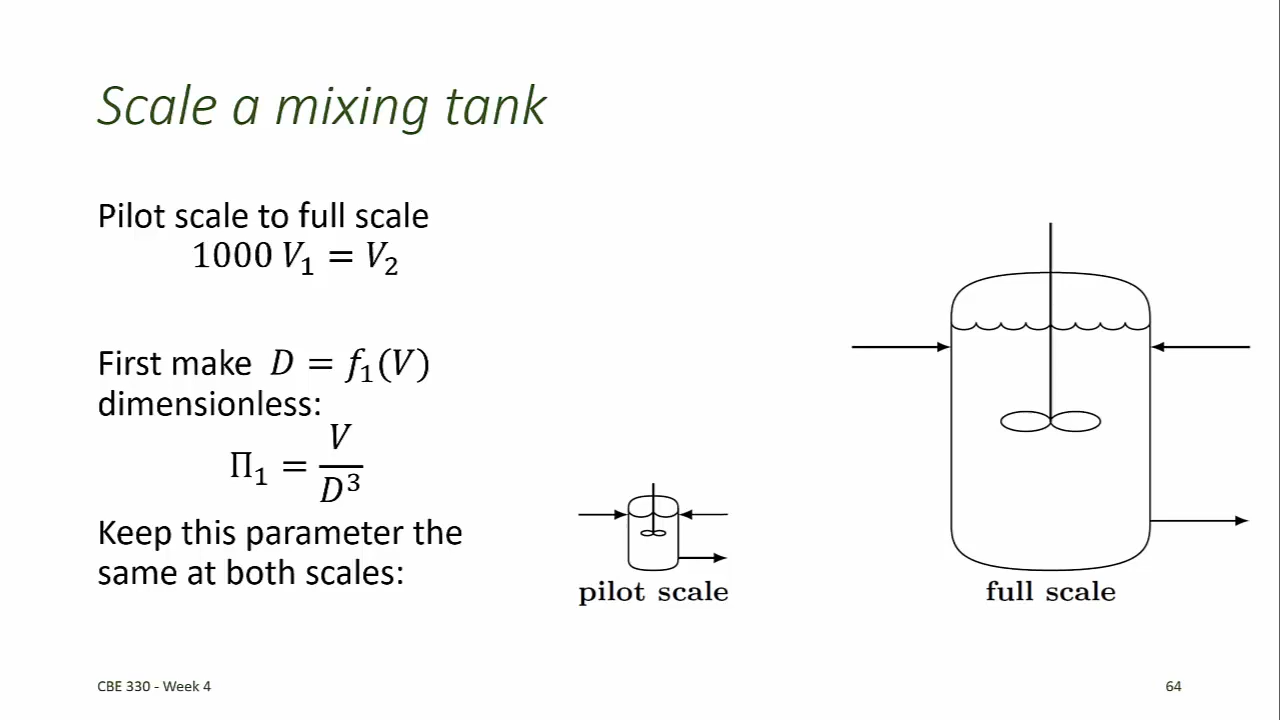 Scale a mixing tank
Pilot scale to full scale
1000 V₁ = V₂
First make D = f₁(V)
dimensionless:
Π₁ = V/D³
Keep this parameter the
same at both scales:
pilot scale
full scale
CBE 330 - Week 4
64